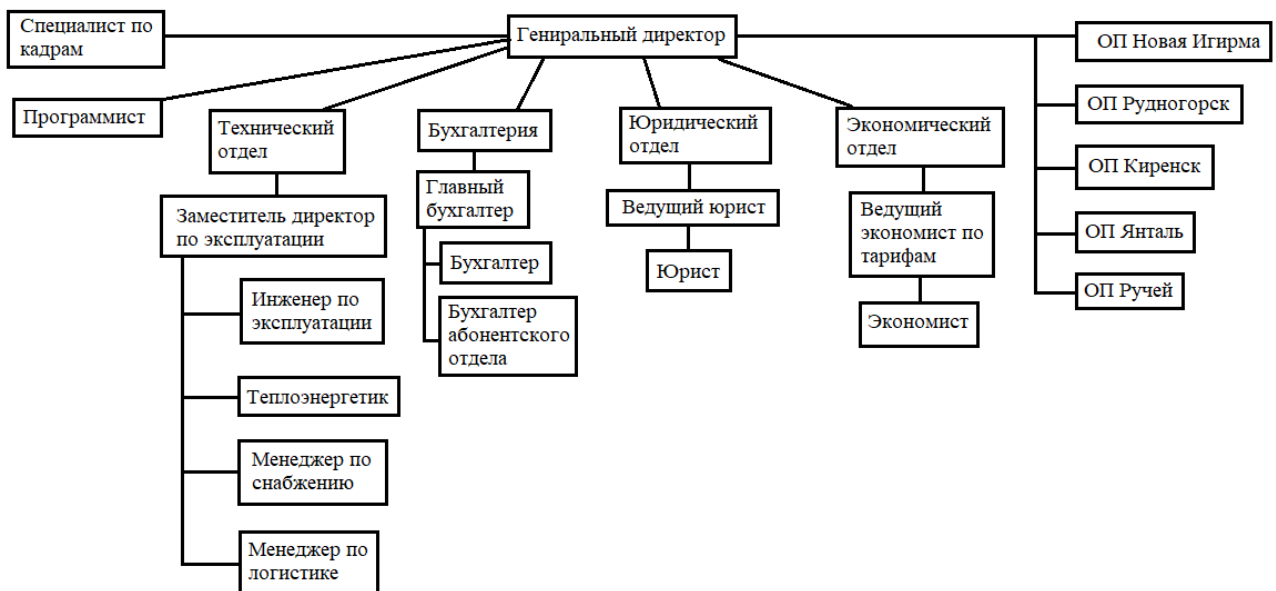 Специалист по
кадрам
Гениральный директор
ОП Новая Игирма
Программист
ОП Рудногорск
Технический
отдел
Бухгалтерия
Юридический
отдел
Экономический
отдел
ОП Киренск
Главный
бухгалтер
Заместитель директор
по эксплуатации
Ведущий юрист
Ведущий
экономист по
тарифам
ОП Янталь
Бухгалтер
Юрист
ОП Ручей
Инженер по
эксплуатации
Бухгалтер
абонентского
отдела
Экономист
Теплоэнергетик
Менеджер по
снабжению
Менеджер по
логистике